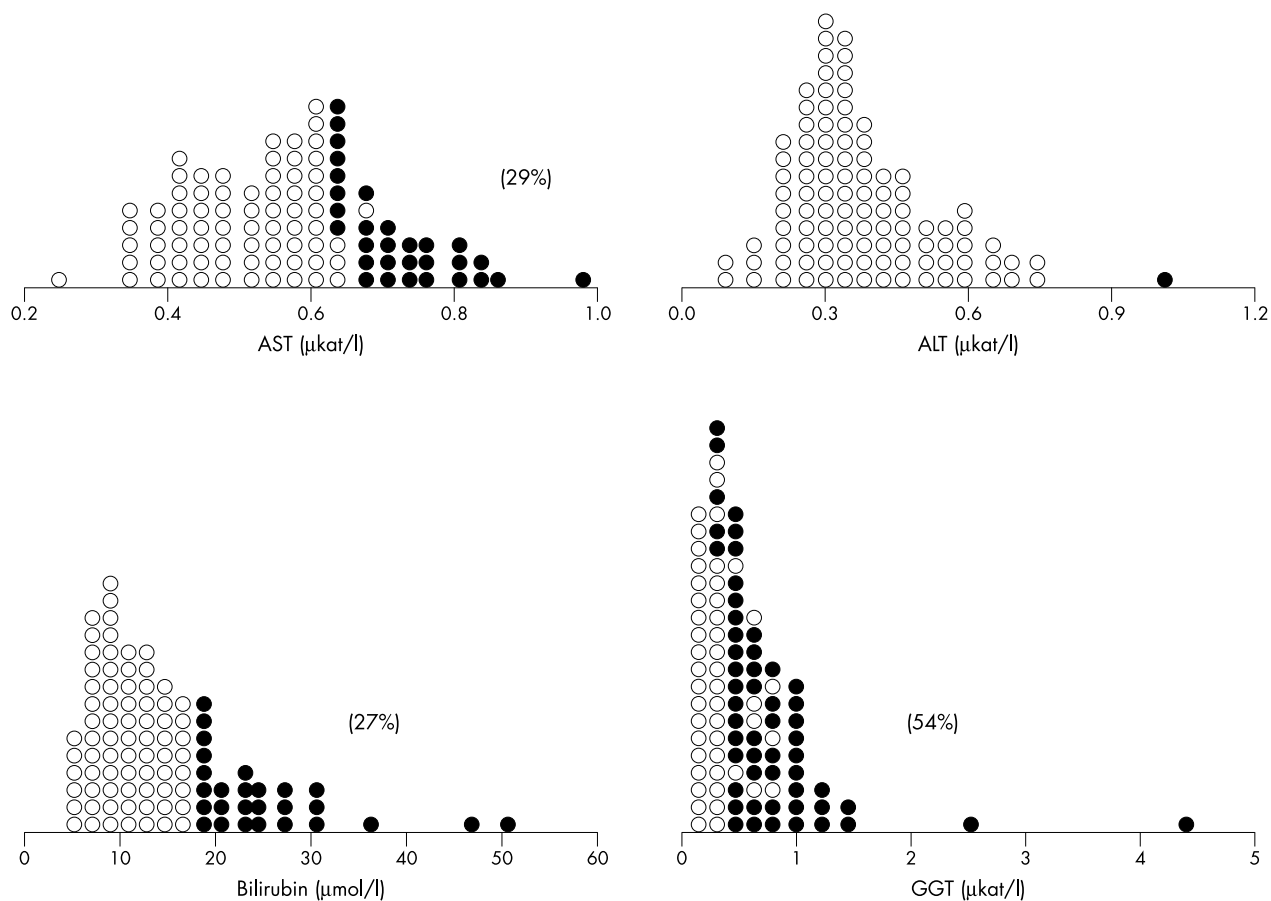 (29%)
0.2 0.4 0.6 0.8 1.0
AST (μkat/l)
0.0 0.3 0.6 0.9 1.2
ALT (μkat/l)
(27%)
0 10 20 30 40 50 60
Bilirubin (μmol/l)
(54%)
0 1 2 3 4 5
GGT (μkat/l)